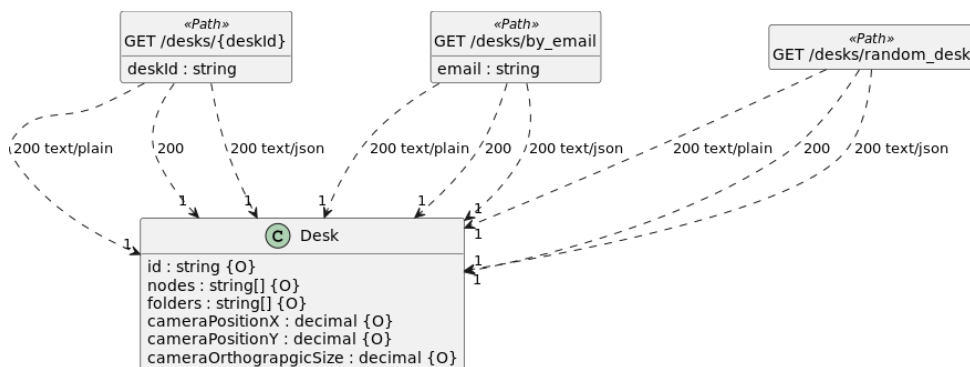 «Path»
GET /desks/{deskId}
deskId : string
«Path»
GET /desks/by_email
email : string
«Path»
GET /desks/random_desk
200 text/plain
200
200 text/json
200 text/plain
200
200 text/json
200 text/plain
200
200 text/json
1
1
1
1
1
1
1
1
1
C
Desk
id : string {O}
nodes : string[] {O}
folders : string[] {O}
cameraPositionX : decimal {O}
cameraPositionY : decimal {O}
cameraOrthograpgicSize : decimal {O}